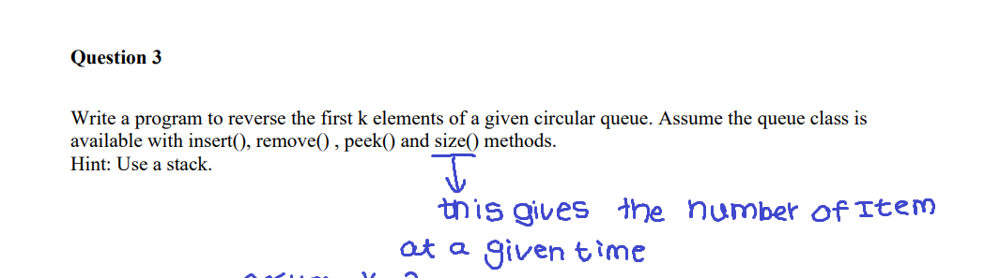 Question 3
Write a program to reverse the first k elements of a given circular queue. Assume the queue class is
available with insert(), remove() , peek() and size() methods.
Hint: Use a stack.
this gives the number of Item
at a given time